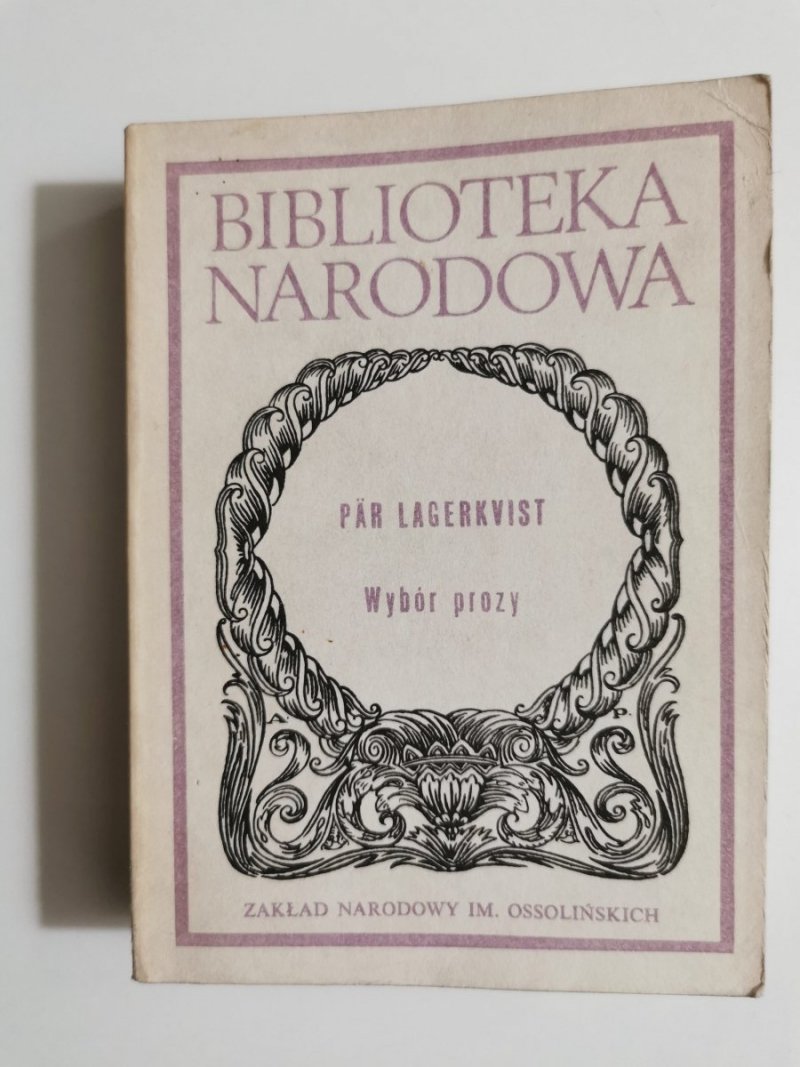 BIBLIOTEKA
NARODOWA
PÄR LAGERKVIST
Wybór prozy
A. P.
ZAKŁAD NARODOWY IM. OSSOLIŃSKICH